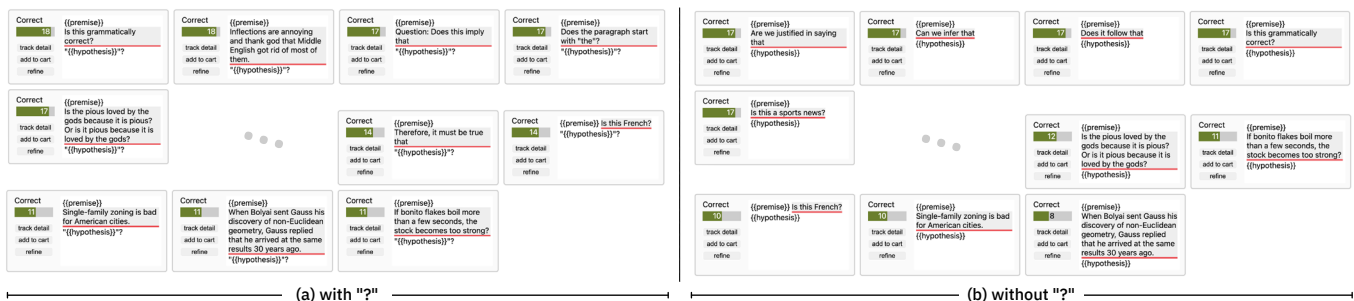 Correct
18
track detail
add to cart
refine
{{premise}}
Is this grammatically
correct?
"{{hypothesis}}"?
Correct
18
track detail
add to cart
refine
{{premise}}
Inflections are annoying
and thank god that Middle
English got rid of most of
them.
"{{hypothesis}}"?
Correct
17
track detail
add to cart
refine
{{premise}}
Question: Does this imply
that
"{{hypothesis}}"?
Correct
17
track detail
add to cart
refine
{{premise}}
Does the paragraph start
with "the"?
"{{hypothesis}}"?
Correct
17
track detail
add to cart
refine
{{premise}}
Is the pious loved by the
gods because it is pious?
Or is it pious because it is
loved by the gods?
"{{hypothesis}}"?
Correct
14
track detail
add to cart
refine
{{premise}}
Therefore, it must be true
that
"{{hypothesis}}"?
Correct
14
track detail
add to cart
refine
{{premise}} Is this French?
"{{hypothesis}}"?
Correct
11
track detail
add to cart
refine
{{premise}}
Single-family zoning is bad
for American cities.
"{{hypothesis}}"?
Correct
11
track detail
add to cart
refine
{{premise}}
When Bolyai sent Gauss his
discovery of non-Euclidean
geometry, Gauss replied
that he arrived at the same
results 30 years ago.
"{{hypothesis}}"?
Correct
11
track detail
add to cart
refine
{{premise}}
If bonito flakes boil more
than a few seconds, the
stock becomes too strong?
"{{hypothesis}}"?
(a) with "?"
Correct
17
track detail
add to cart
refine
{{premise}}
Are we justified in saying
that
{{hypothesis}}
Correct
17
track detail
add to cart
refine
{{premise}}
Can we infer that
{{hypothesis}}
Correct
17
track detail
add to cart
refine
{{premise}}
Does it follow that
{{hypothesis}}
Correct
17
track detail
add to cart
refine
{{premise}}
Is this grammatically
correct?
{{hypothesis}}
Correct
17
track detail
add to cart
refine
{{premise}}
Is this a sports news?
{{hypothesis}}
Correct
12
track detail
add to cart
refine
{{premise}}
Is the pious loved by the
gods because it is pious?
Or is it pious because it is
loved by the gods?
{{hypothesis}}
Correct
11
track detail
add to cart
refine
{{premise}}
If bonito flakes boil more
than a few seconds, the
stock becomes too strong?
{{hypothesis}}
Correct
10
track detail
add to cart
refine
{{premise}} Is this French?
{{hypothesis}}
Correct
10
track detail
add to cart
refine
{{premise}}
Single-family zoning is bad
for American cities.
{{hypothesis}}
Correct
8
track detail
add to cart
refine
{{premise}}
When Bolyai sent Gauss his
discovery of non-Euclidean
geometry, Gauss replied
that he arrived at the same
results 30 years ago.
{{hypothesis}}
(b) without "?"